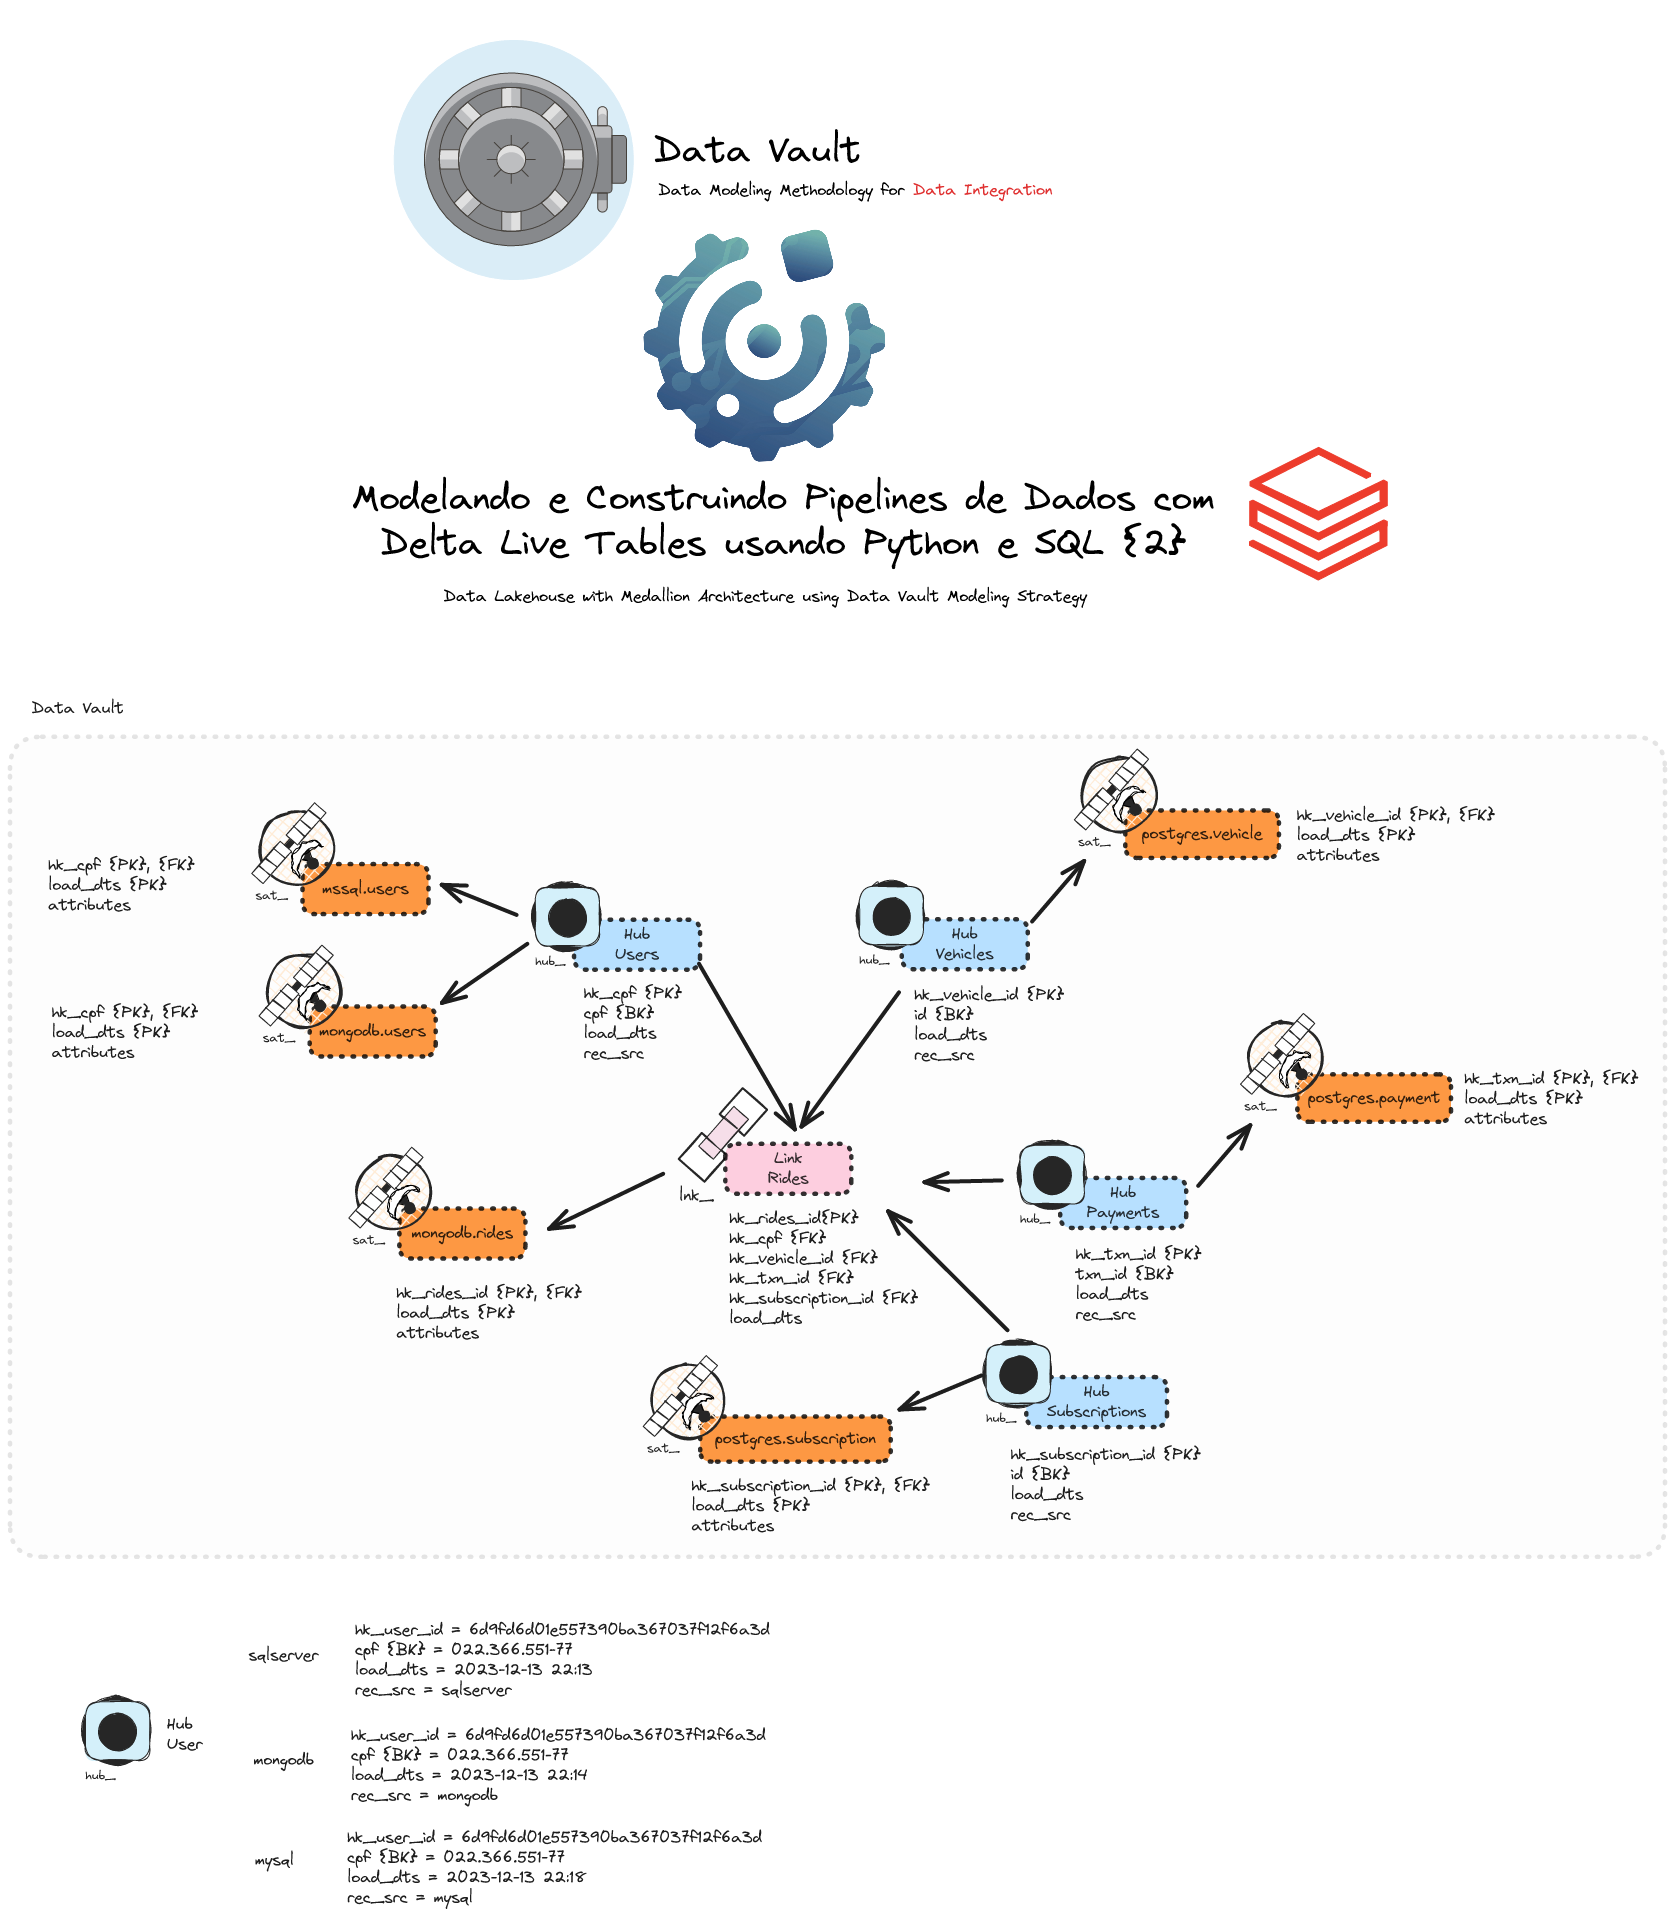 Data Vault
Data Modeling Methodology for Data Integration
Modelando e Construindo Pipelines de Dados com
Delta Live Tables usando Python e SQL {2}
Data Lakehouse with Medallion Architecture using Data Vault Modeling Strategy
Data Vault
sat_
mssql.users
hk_cpf {PK}, {FK}
load_dts {PK}
attributes
sat_
mongodb.users
hk_cpf {PK}, {FK}
load_dts {PK}
attributes
hub_
Hub
Users
hk_cpf {PK}
cpf {BK}
load_dts
rec_src
hub_
Hub
Vehicles
hk_vehicle_id {PK}
id {BK}
load_dts
rec_src
sat_
postgres.vehicle
hk_vehicle_id {PK}, {FK}
load_dts {PK}
attributes
sat_
postgres.payment
hk_txn_id {PK}, {FK}
load_dts {PK}
attributes
lnk_
Link
Rides
hk_rides_id{PK}
hk_cpf {FK}
hk_vehicle_id {FK}
hk_txn_id {FK}
hk_subscription_id {FK}
load_dts
sat_
mongodb.rides
hk_rides_id {PK}, {FK}
load_dts {PK}
attributes
hub_
Hub
Payments
hk_txn_id {PK}
txn_id {BK}
load_dts
rec_src
sat_
postgres.subscription
hk_subscription_id {PK}, {FK}
load_dts {PK}
attributes
hub_
Hub
Subscriptions
hk_subscription_id {PK}
id {BK}
load_dts
rec_src
hub_
Hub
User
sqlserver
hk_user_id = 6d9fd6d01e557390ba367037f12f6a3d
cpf {BK} = 022.366.551-77
load_dts = 2023-12-13 22:13
rec_src = sqlserver
mongodb
hk_user_id = 6d9fd6d01e557390ba367037f12f6a3d
cpf {BK} = 022.366.551-77
load_dts = 2023-12-13 22:14
rec_src = mongodb
mysql
hk_user_id = 6d9fd6d01e557390ba367037f12f6a3d
cpf {BK} = 022.366.551-77
load_dts = 2023-12-13 22:18
rec_src = mysql